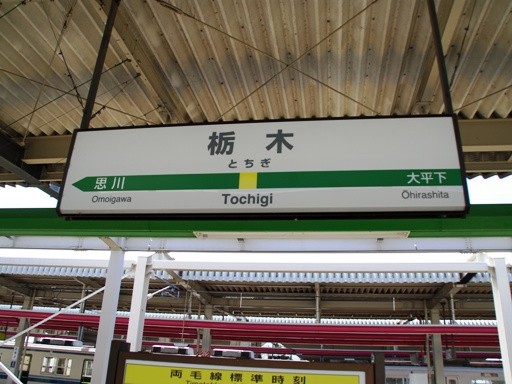 栃木
とちぎ
思川
大平下
Omoigawa
Tochigi
Ōhirashita
両毛線標準時刻